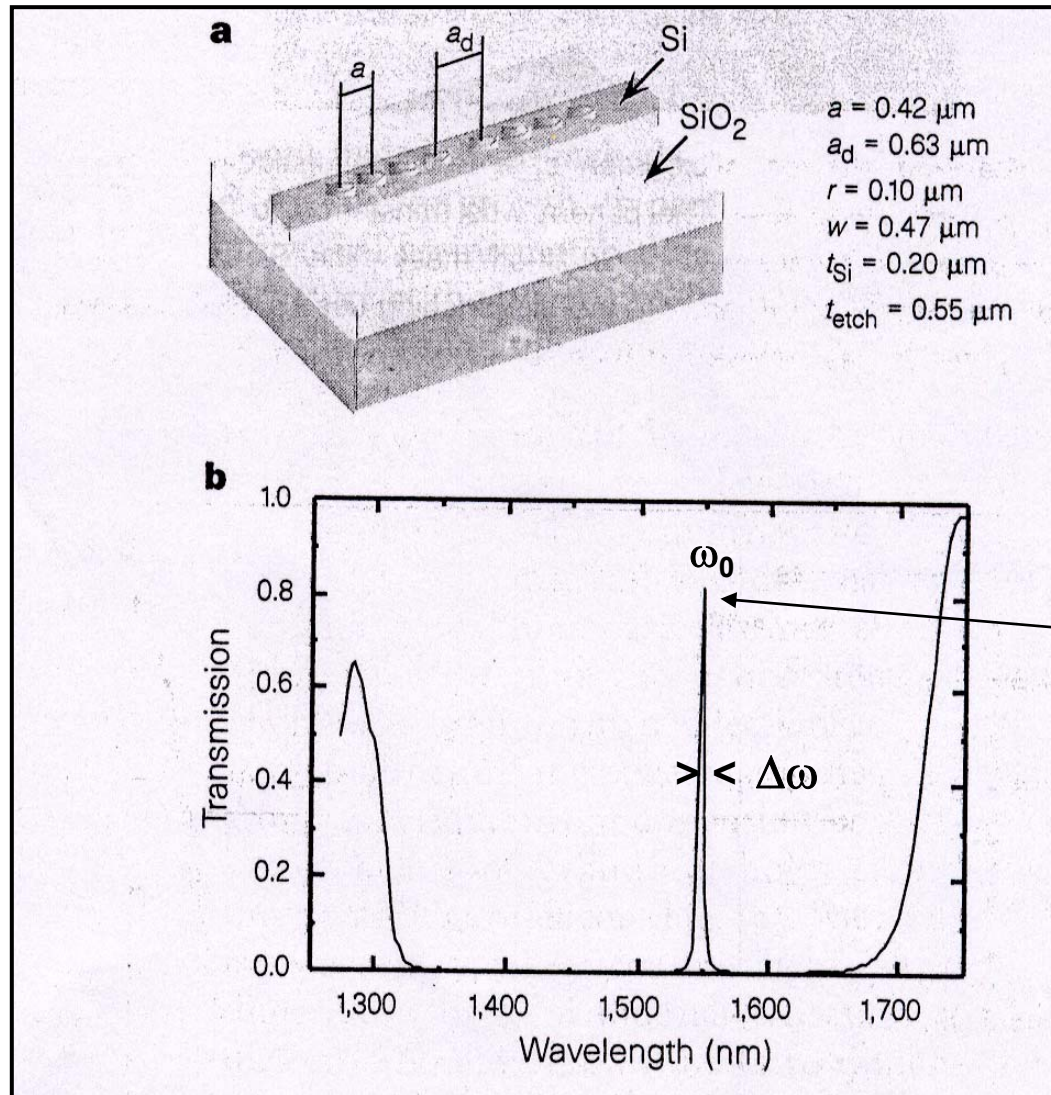 a
a
a_d
Si
SiO₂
a = 0.42 μm
a_d = 0.63 μm
r = 0.10 μm
w = 0.47 μm
t_Si = 0.20 μm
t_etch = 0.55 μm
b
Transmission
1.0
0.8
0.6
0.4
0.2
0.0
ω₀
> < Δω
1,300
1,400
1,500
1,600
1,700
Wavelength (nm)